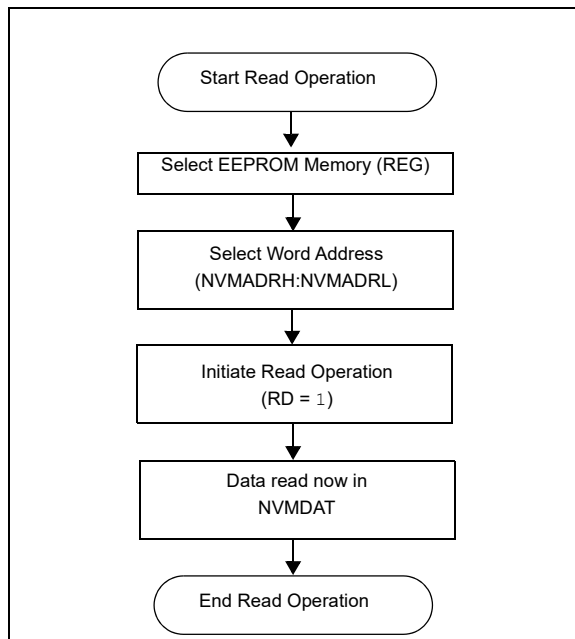 Start Read Operation
Select EEPROM Memory (REG)
Select Word Address
(NVMADRH:NVMADRL)
Initiate Read Operation
(RD = 1)
Data read now in
NVMDAT
End Read Operation